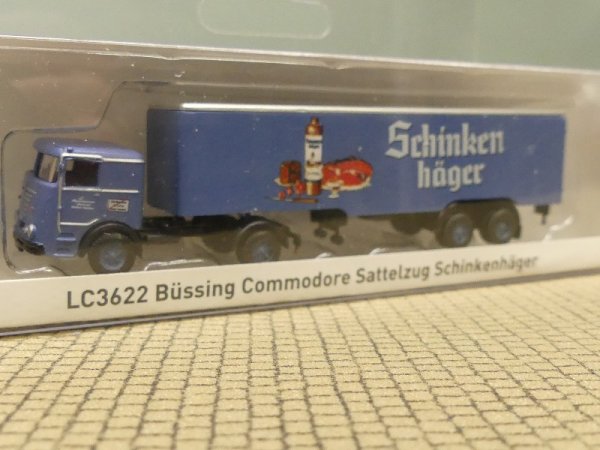 Schinken
häger
LC3622 Büssing Commodore Sattelzug Schinkenhäger